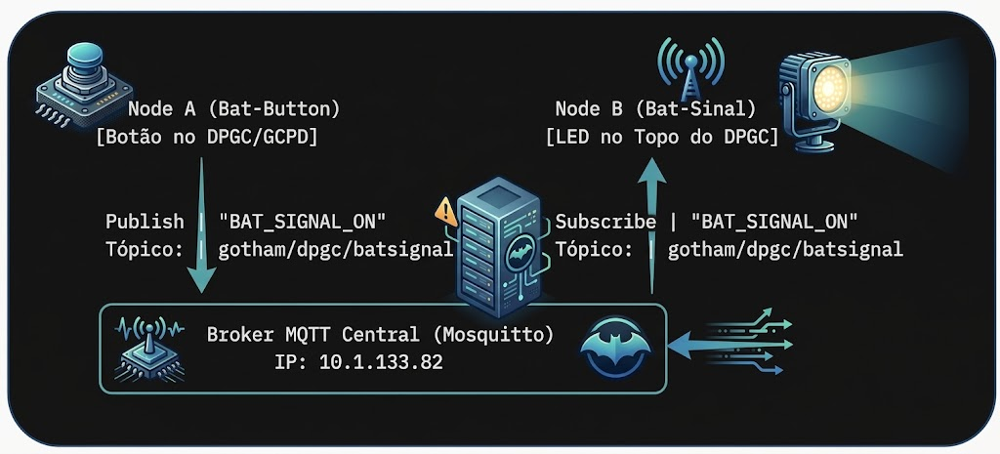 Node A (Bat-Button)
[Botão no DPGC/GCPD]
Node B (Bat-Sinal)
[LED no Topo do DPGC]
Publish | "BAT_SIGNAL_ON"
Tópico: | gotham/dpgc/batsignal
Subscribe | "BAT_SIGNAL_ON"
Tópico: | gotham/dpgc/batsignal
Broker MQTT Central (Mosquitto)
IP: 10.1.133.82